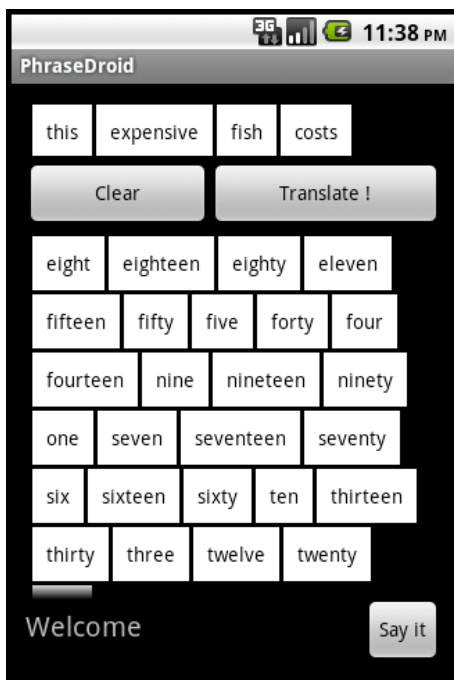 3G 11:38 PM
PhraseDroid
this expensive fish costs
Clear Translate !
eight eighteen eighty eleven
fifteen fifty five forty four
fourteen nine nineteen ninety
one seven seventeen seventy
six sixteen sixty ten thirteen
thirty three twelve twenty
Welcome Say it